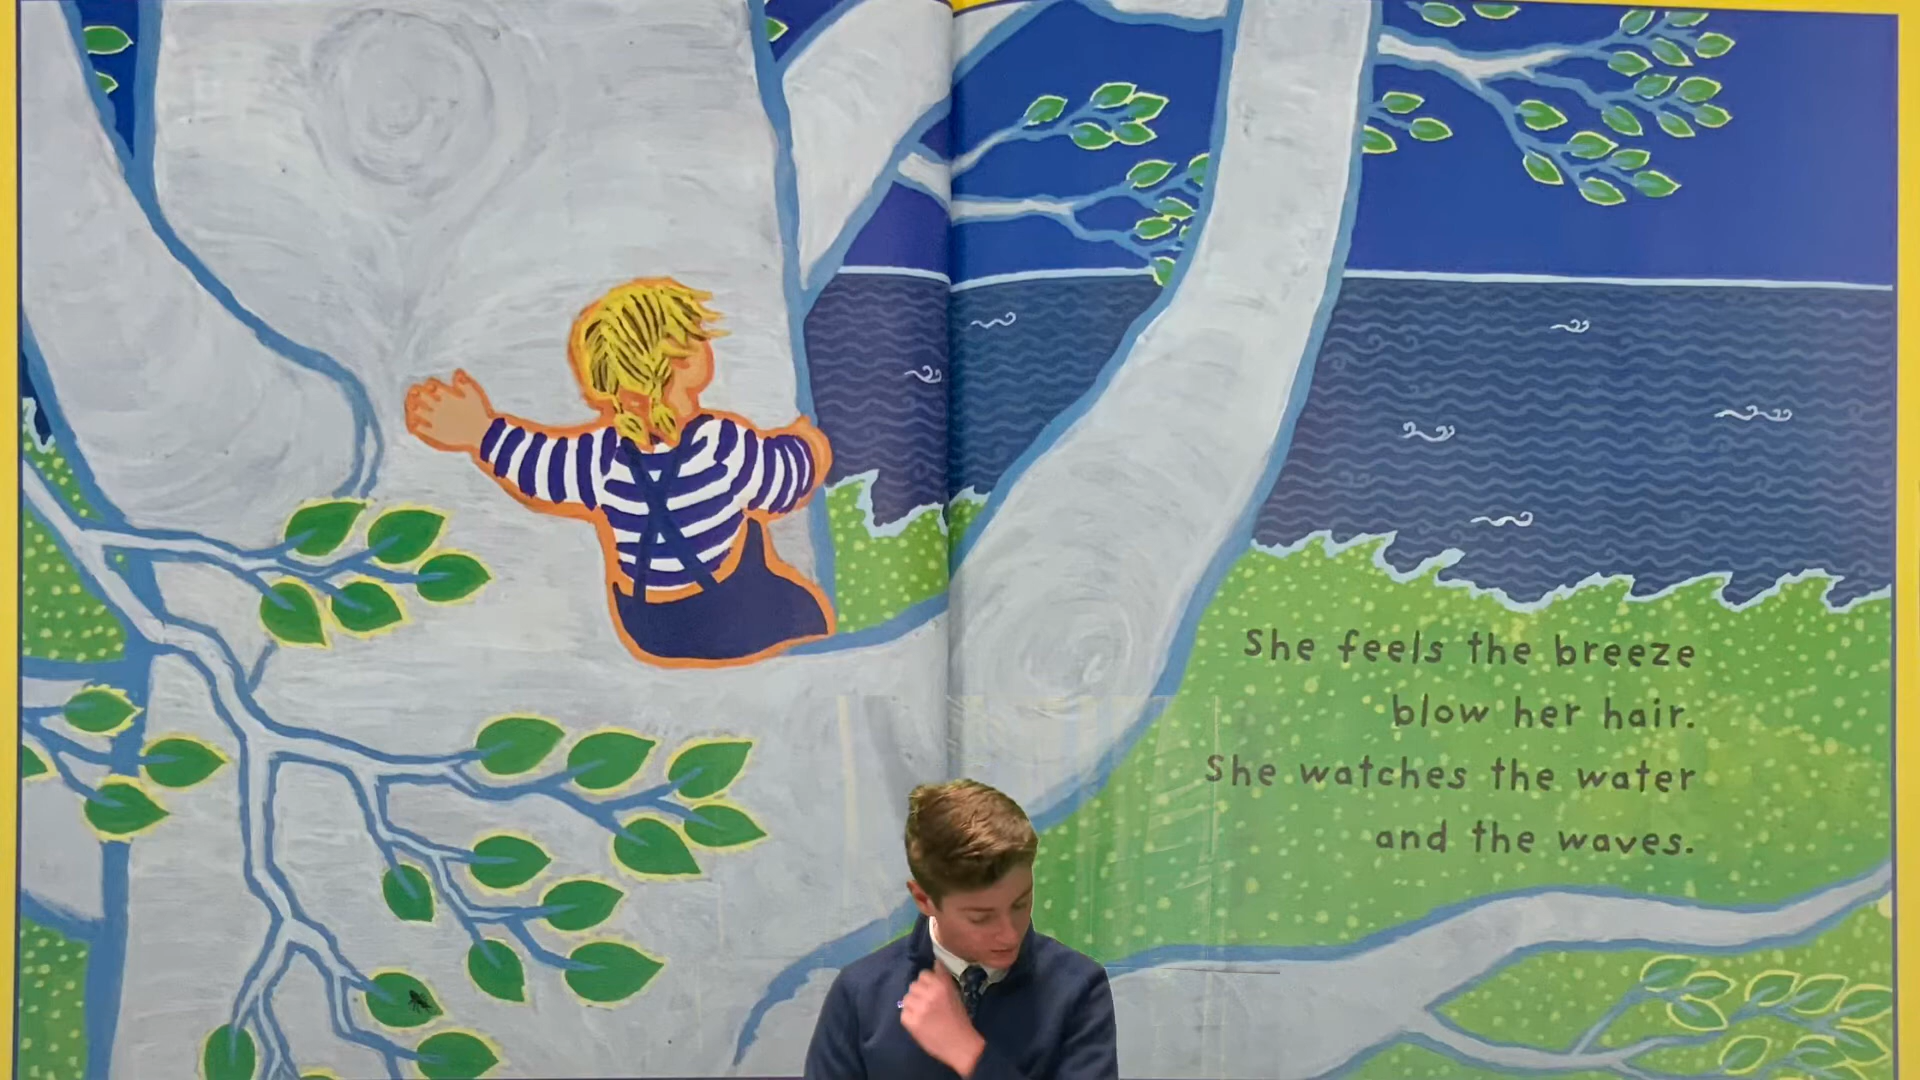 She feels the breeze
blow her hair.
She watches the water
and the waves.